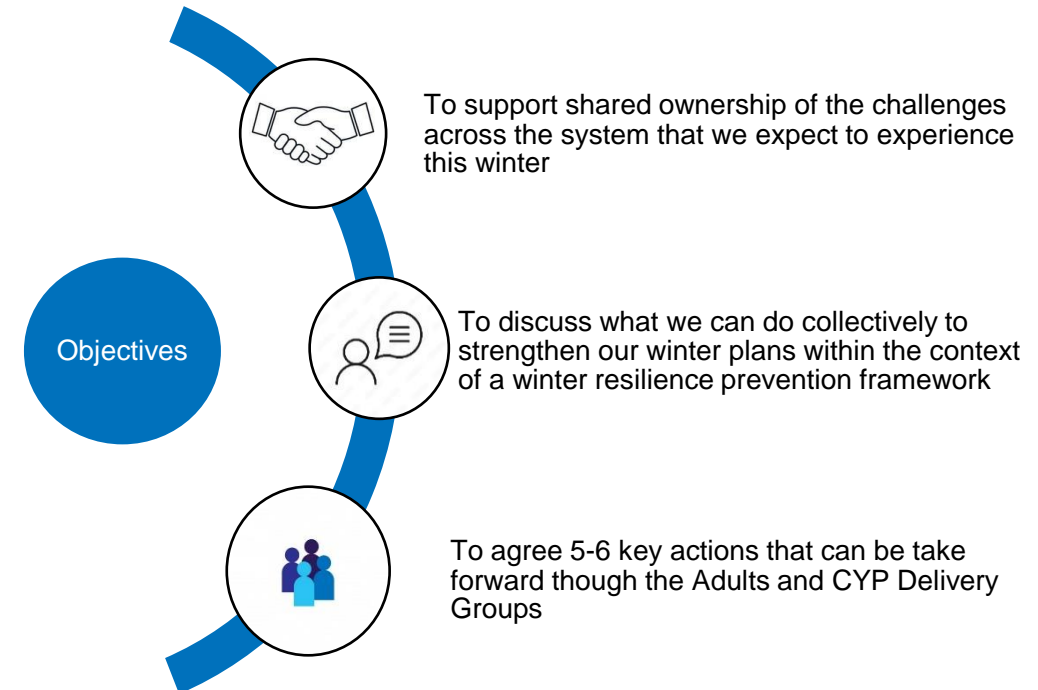 Objectives
To support shared ownership of the challenges
across the system that we expect to experience
this winter
To discuss what we can do collectively to
strengthen our winter plans within the context
of a winter resilience prevention framework
To agree 5-6 key actions that can be take
forward though the Adults and CYP Delivery
Groups